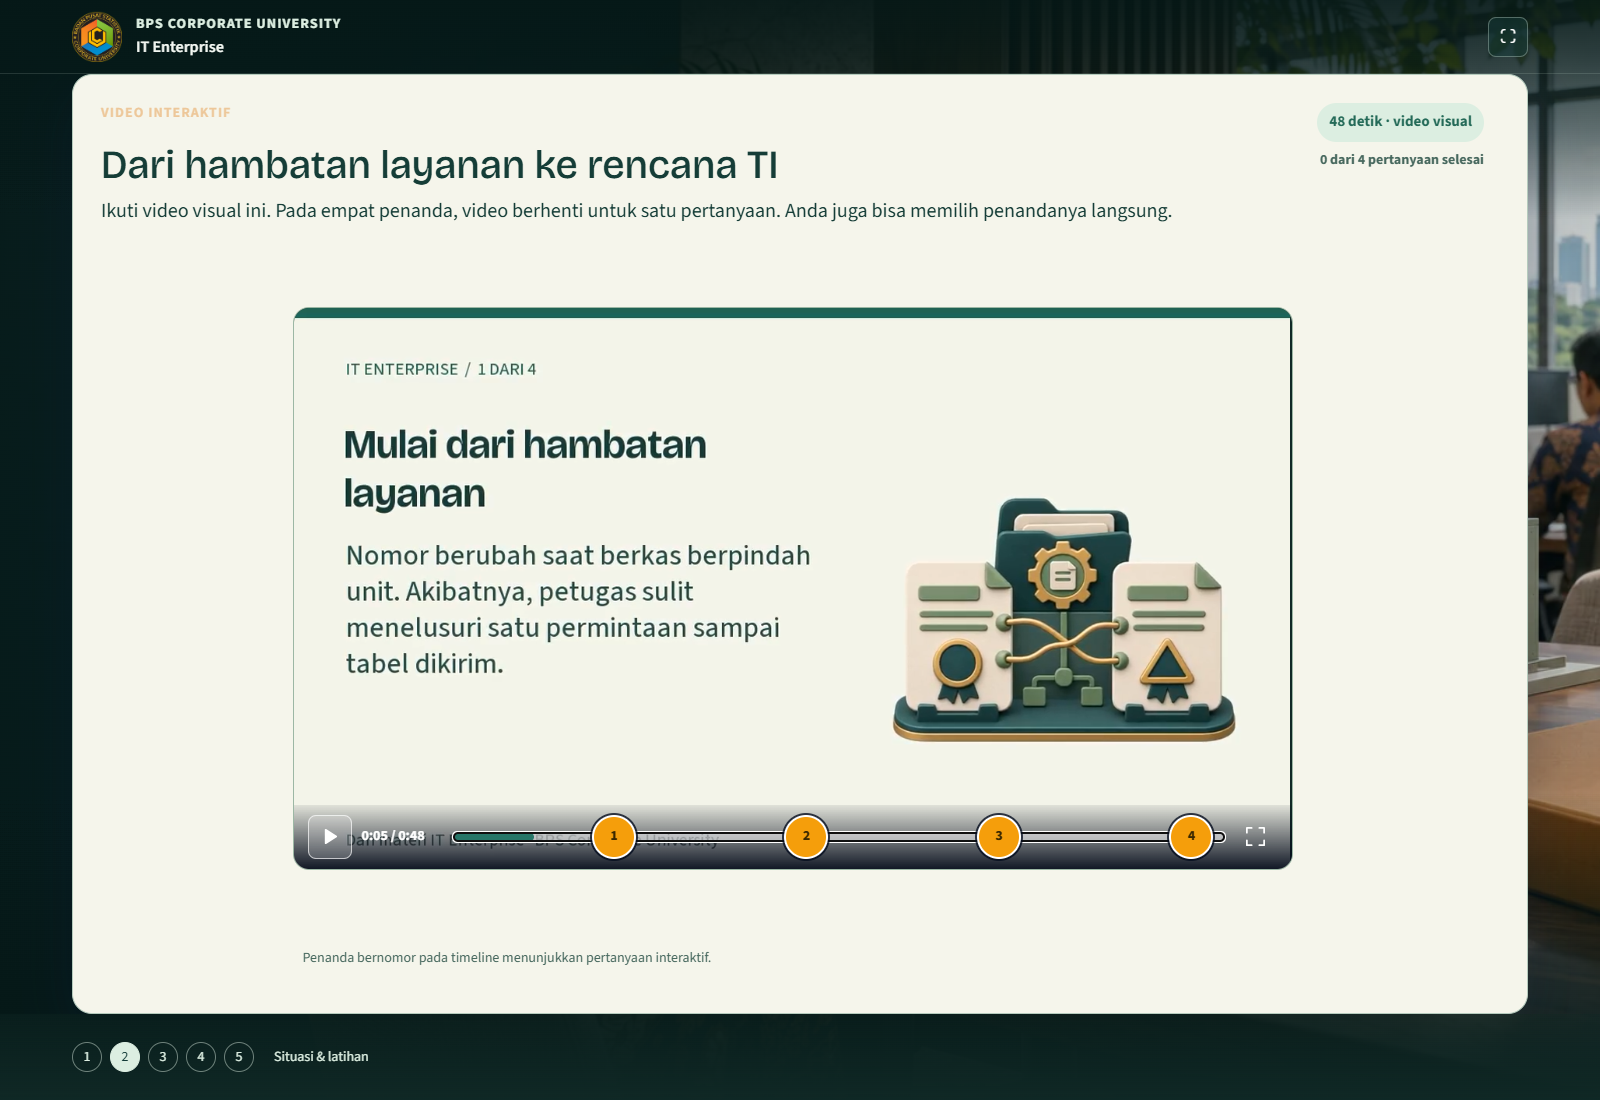 BPS CORPORATE UNIVERSITY
IT Enterprise
VIDEO INTERAKTIF
48 detik · video visual
0 dari 4 pertanyaan selesai
Dari hambatan layanan ke rencana TI
Ikuti video visual ini. Pada empat penanda, video berhenti untuk satu pertanyaan. Anda juga bisa memilih penandanya langsung.
IT ENTERPRISE / 1 DARI 4
Mulai dari hambatan
layanan
Nomor berubah saat berkas berpindah
unit. Akibatnya, petugas sulit
menelusuri satu permintaan sampai
tabel dikirim.
0:05 / 0:48
1 2 3 4
Penanda bernomor pada timeline menunjukkan pertanyaan interaktif.
1 2 3 4 5 Situasi & latihan